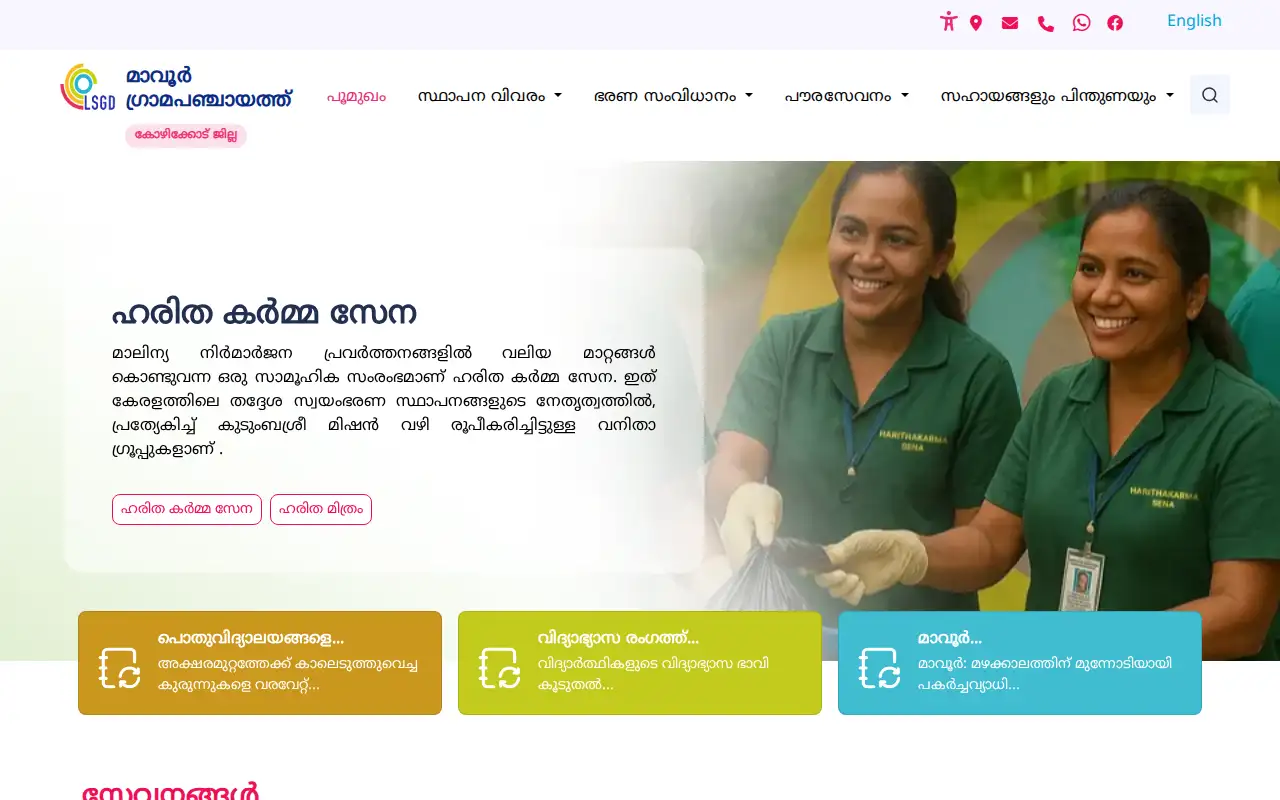 English
LSGD
മാവൂർ
ഗ്രാമപഞ്ചായത്ത്
കോഴിക്കോട് ജില്ല
പൂമുഖം
സ്ഥാപന വിവരം
ഭരണ സംവിധാനം
പൗരസേവനം
സഹായങ്ങളും പിന്തുണയും
ഹരിത കർമ്മ സേന
മാലിന്യ നിർമാർജന പ്രവർത്തനങ്ങളിൽ വലിയ മാറ്റങ്ങൾ
കൊണ്ടുവന്ന ഒരു സാമൂഹിക സംരംഭമാണ് ഹരിത കർമ്മ സേന. ഇത്
കേരളത്തിലെ തദ്ദേശ സ്വയംഭരണ സ്ഥാപനങ്ങളുടെ നേതൃത്വത്തിൽ,
പ്രത്യേകിച്ച് കുടുംബശ്രീ മിഷൻ വഴി രൂപീകരിച്ചിട്ടുള്ള വനിതാ
ഗ്രൂപ്പുകളാണ് .
ഹരിത കർമ്മ സേന
ഹരിത മിത്രം
HARITHAKARMA
SENA
HARITHAKARMA
SENA
പൊതുവിദ്യാലയങ്ങളെ...
അക്ഷരമുറ്റത്തേക്ക് കാലെടുത്തുവെച്ച
കുരുന്നുകളെ വരവേറ്റ്...
വിദ്യാഭ്യാസ രംഗത്ത്...
വിദ്യാർത്ഥികളുടെ വിദ്യാഭ്യാസ ഭാവി
കൂടുതൽ...
മാവൂർ...
മാവൂർ: മഴക്കാലത്തിന് മുന്നോടിയായി
പകർച്ചവ്യാധി...
സേവനങ്ങൾ